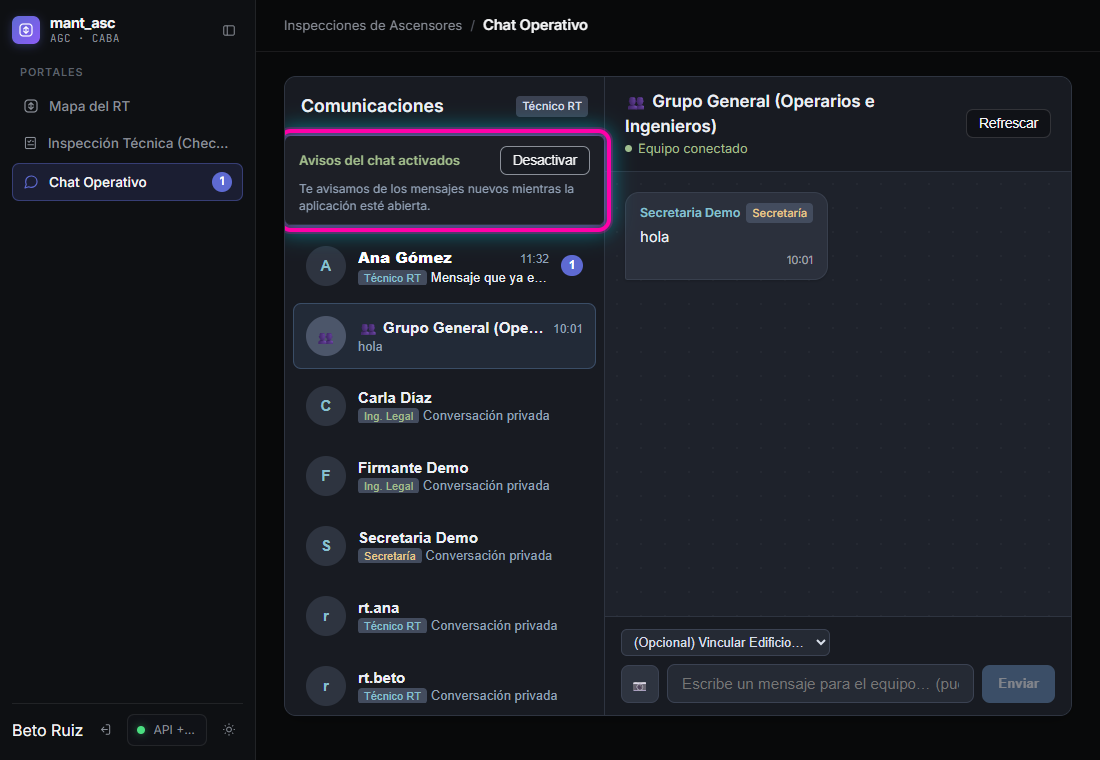 mant_asc
AGC · CABA
PORTALES
Mapa del RT
Inspección Técnica (Chec...
Chat Operativo 1
Beto Ruiz
API +...
Inspecciones de Ascensores / Chat Operativo
Comunicaciones Técnico RT
Avisos del chat activados Desactivar
Te avisamos de los mensajes nuevos mientras la
aplicación esté abierta.
A
Ana Gómez 11:32
Técnico RT Mensaje que ya e... 1
Grupo General (Ope... 10:01
hola
C
Carla Díaz
Ing. Legal Conversación privada
F
Firmante Demo
Ing. Legal Conversación privada
S
Secretaria Demo
Secretaría Conversación privada
r
rt.ana
Técnico RT Conversación privada
r
rt.beto
Técnico RT Conversación privada
Grupo General (Operarios e
Ingenieros)
Equipo conectado
Refrescar
Secretaria Demo Secretaría
hola
10:01
(Opcional) Vincular Edificio...
Escribe un mensaje para el equipo... (pu
Enviar